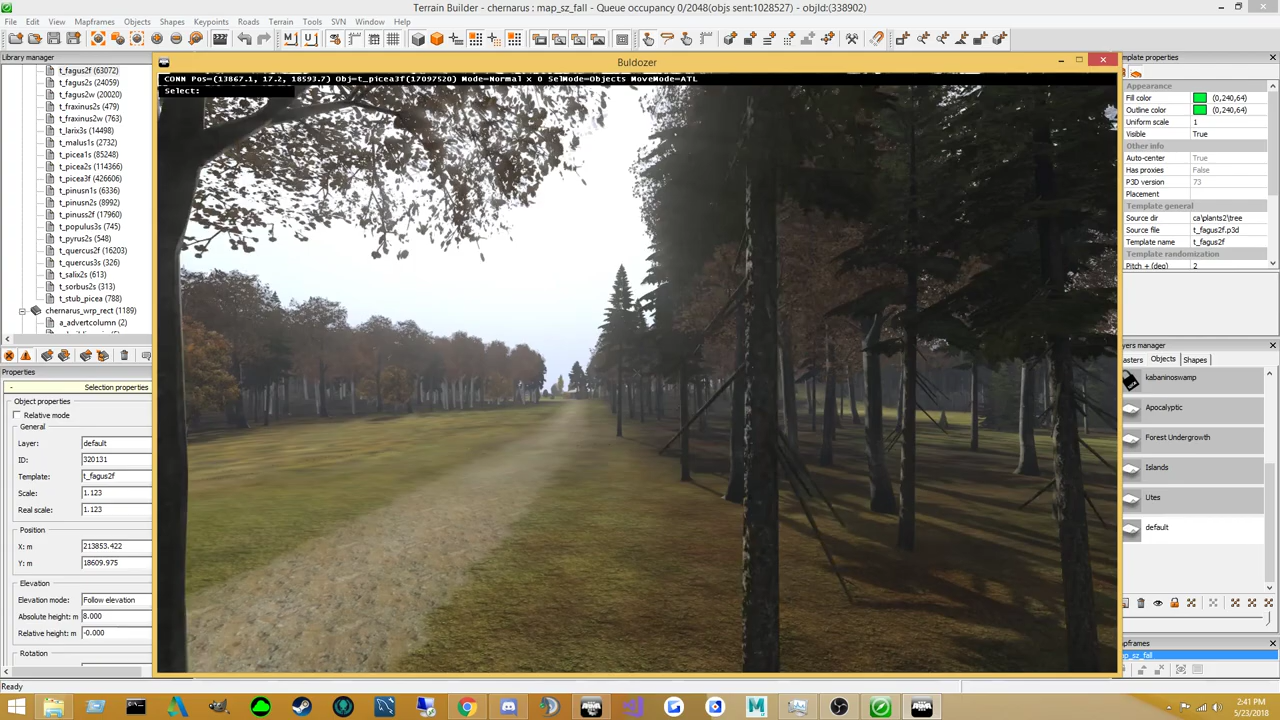 Terrain Builder - chernarus : map_sz_fall - Queue occupancy 0/2048(objs sent:1028527) - objId:(338902)
File Edit View Mapframes Objects Shapes Keypoints Roads Terrain Tools SVN Window Help
Library manager
t_fagus2f (63072)
t_fagus2s (24059)
t_fagus2w (20020)
t_fraxinus2s (479)
t_fraxinus2w (763)
t_larix3s (14498)
t_malus1s (2732)
t_picea1s (85248)
t_picea2s (114366)
t_picea3f (426606)
t_pinusn1s (6336)
t_pinusn2s (8992)
t_pinuss2f (17960)
t_populus3s (745)
t_pyrus2s (548)
t_quercus2f (16203)
t_quercus3s (326)
t_salix2s (613)
t_sorbus2s (313)
t_stub_picea (788)
chernarus_wrp_rect (1189)
a_advertcolumn (2)
Properties
- Selection properties
Object properties
Relative mode
General
Layer: default
ID: 320131
Template: t_fagus2f
Scale: 1.123
Real scale: 1.123
Position
X: m 213853.422
Y: m 18609.975
Elevation
Elevation mode: Follow elevation
Absolute height: m 8.000
Relative height: m -0.000
Rotation
Ready
Buldozer
CONN Pos=(13867.1, 17.2, 18593.7) Obj=t_picea3f(17097520) Mode=Normal x 0 SelMode=Objects MoveMode=ATL
Select:
Template properties
Appearance
Fill color (0,240,64)
Outline color (0,240,64)
Uniform scale 1
Visible True
Other info
Auto-center True
Has proxies False
P3D version 73
Placement
Template general
Source dir ca\plants2\tree
Source file t_fagus2f.p3d
Template name t_fagus2f
Template randomization
Pitch + (deg) 2
yers manager
asters Objects Shapes
kabaninoswamp
Apocalyptic
Forest Undergrowth
Islands
Utes
default
apframes
ap_sz_fall
2:41 PM
5/23/2018